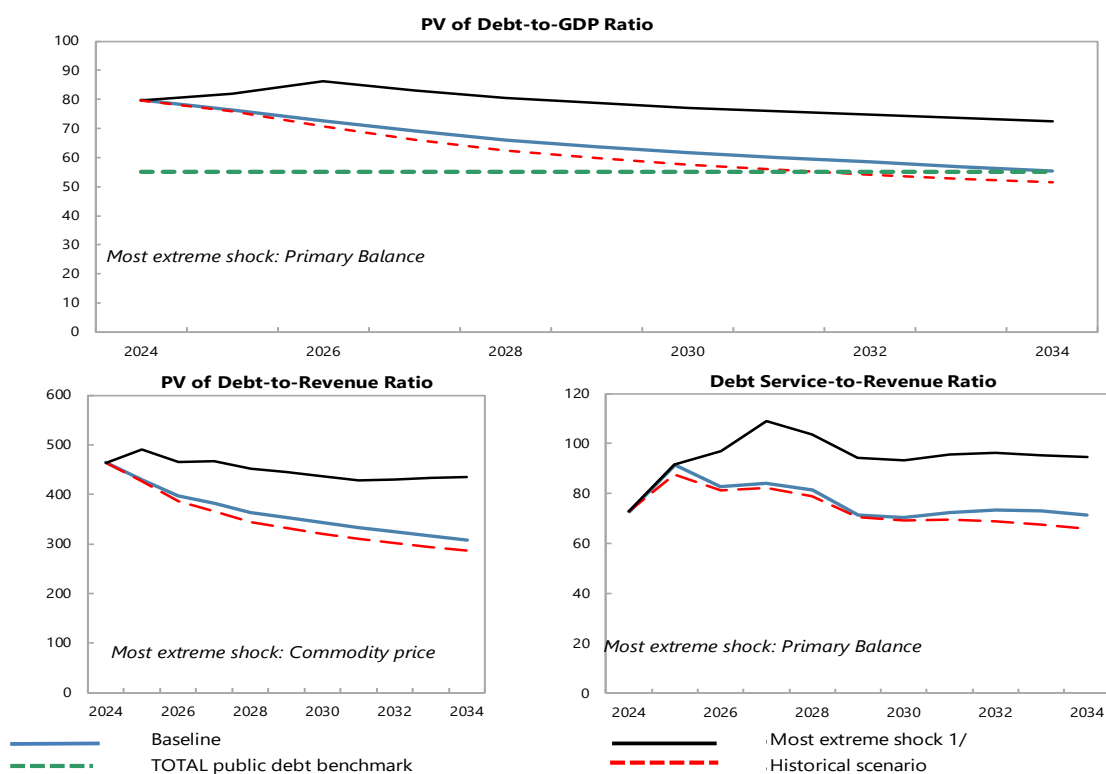 PV of Debt-to-GDP Ratio
100
90
80
70
60
50
40
30
20
10
0
Most extreme shock: Primary Balance
2024 2026 2028 2030 2032 2034
PV of Debt-to-Revenue Ratio
600
500
400
300
200
100
0
Most extreme shock: Commodity price
2024 2026 2028 2030 2032 2034
Debt Service-to-Revenue Ratio
120
100
80
60
40
20
0
Most extreme shock: Primary Balance
2024 2026 2028 2030 2032 2034
Baseline
Most extreme shock 1/
TOTAL public debt benchmark
Historical scenario